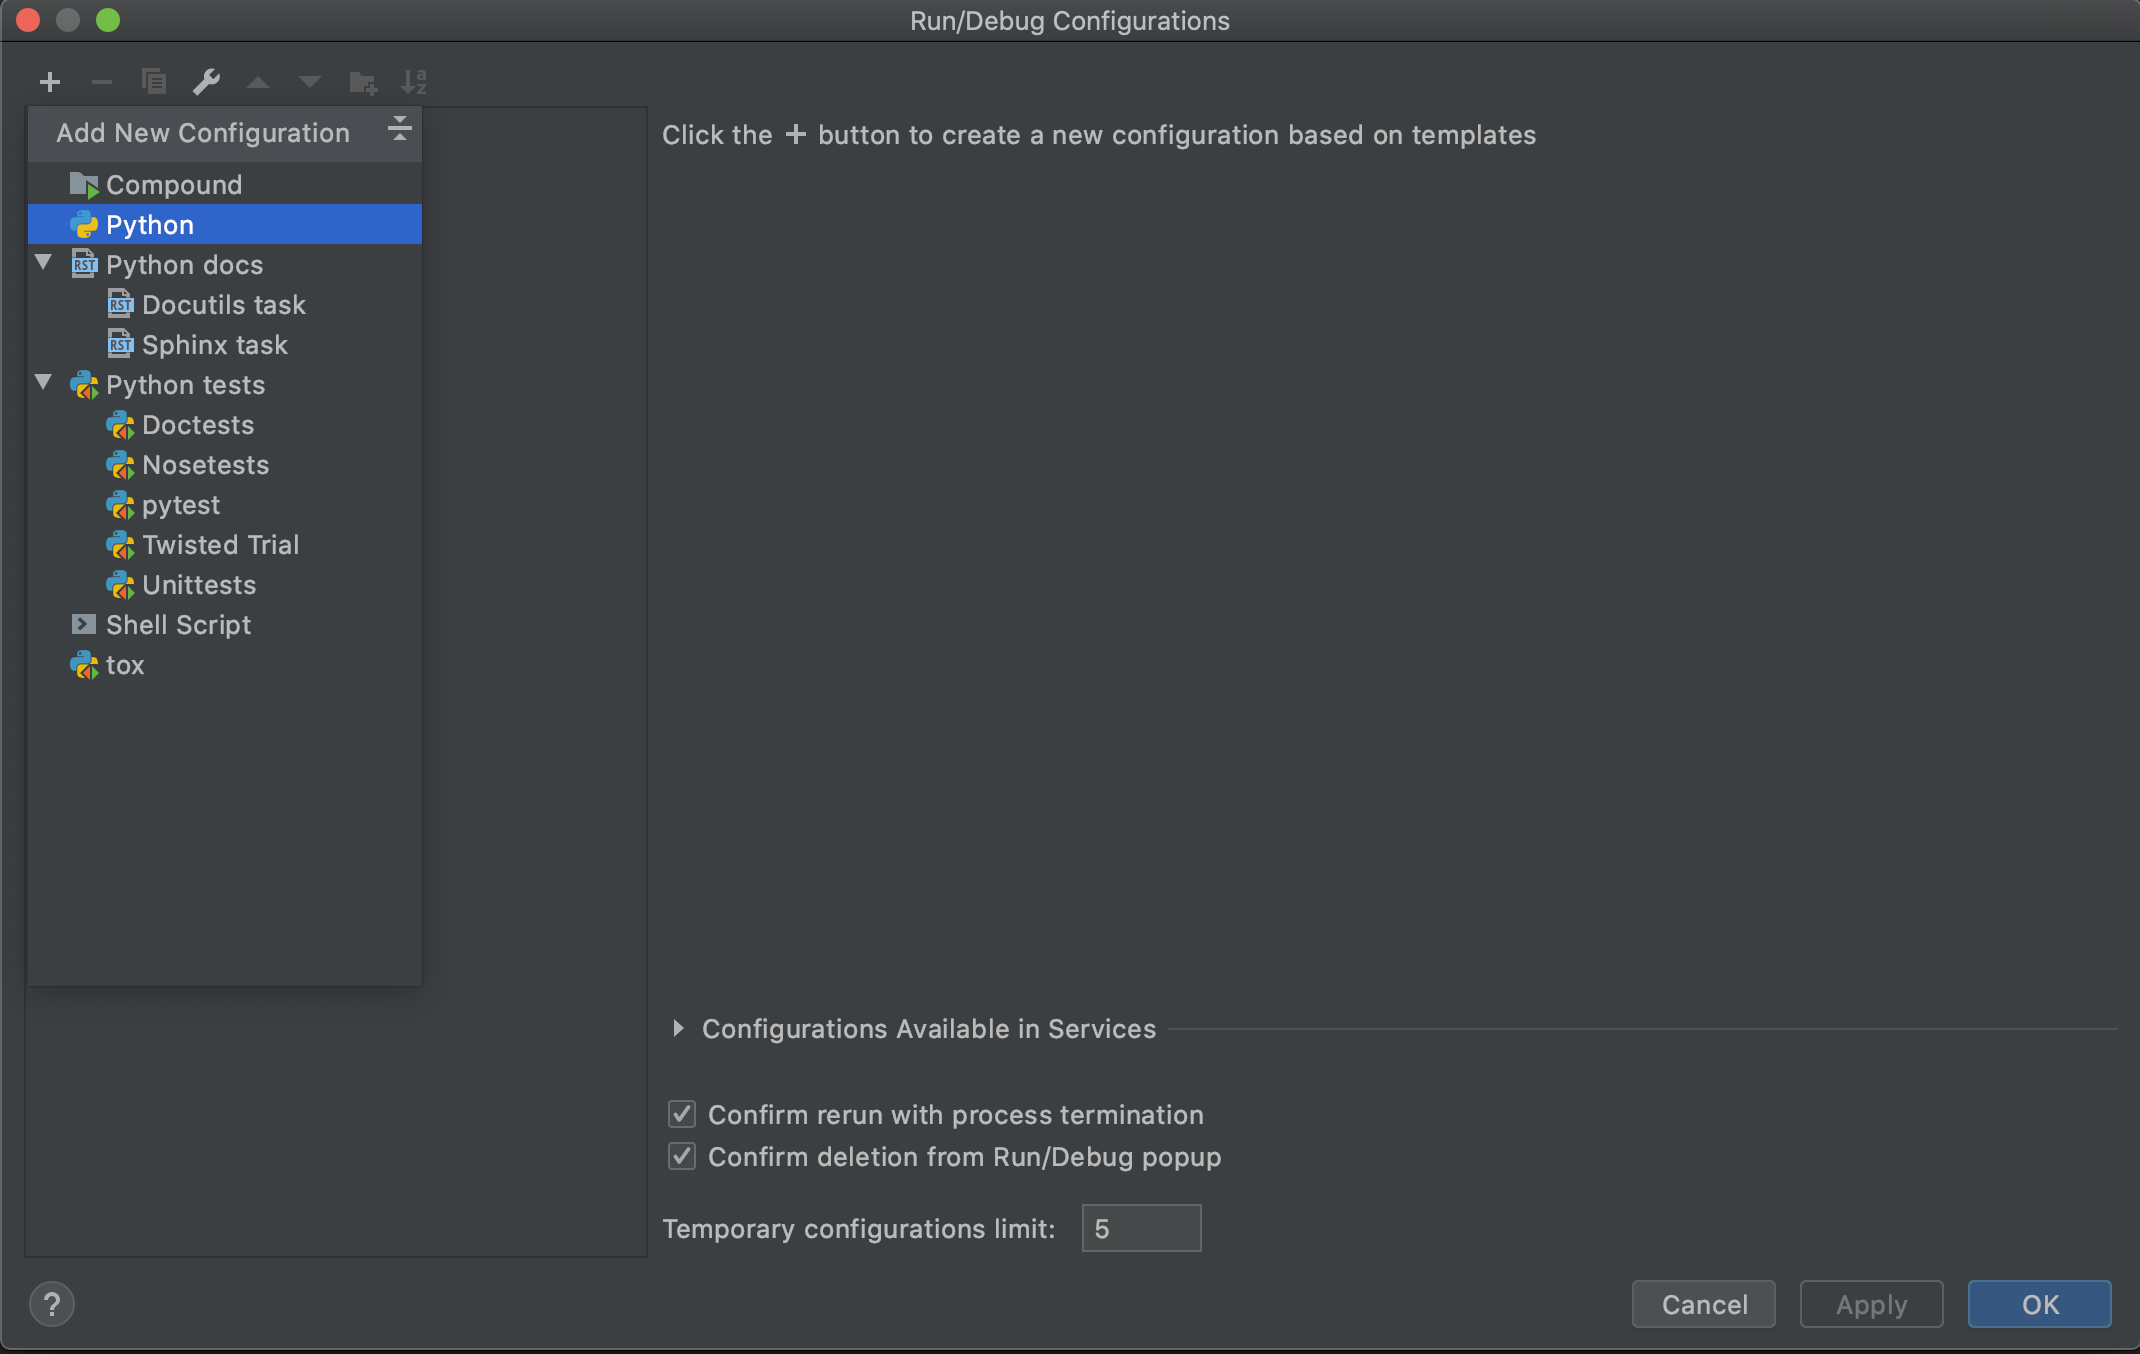 Run/Debug Configurations
Add New Configuration
Compound
Python
RST Python docs
RST Docutils task
RST Sphinx task
Python tests
Doctests
Nosetests
pytest
Twisted Trial
Unittests
Shell Script
tox
Click the + button to create a new configuration based on templates
Configurations Available in Services
Confirm rerun with process termination
Confirm deletion from Run/Debug popup
Temporary configurations limit: 5
?
Cancel
Apply
OK